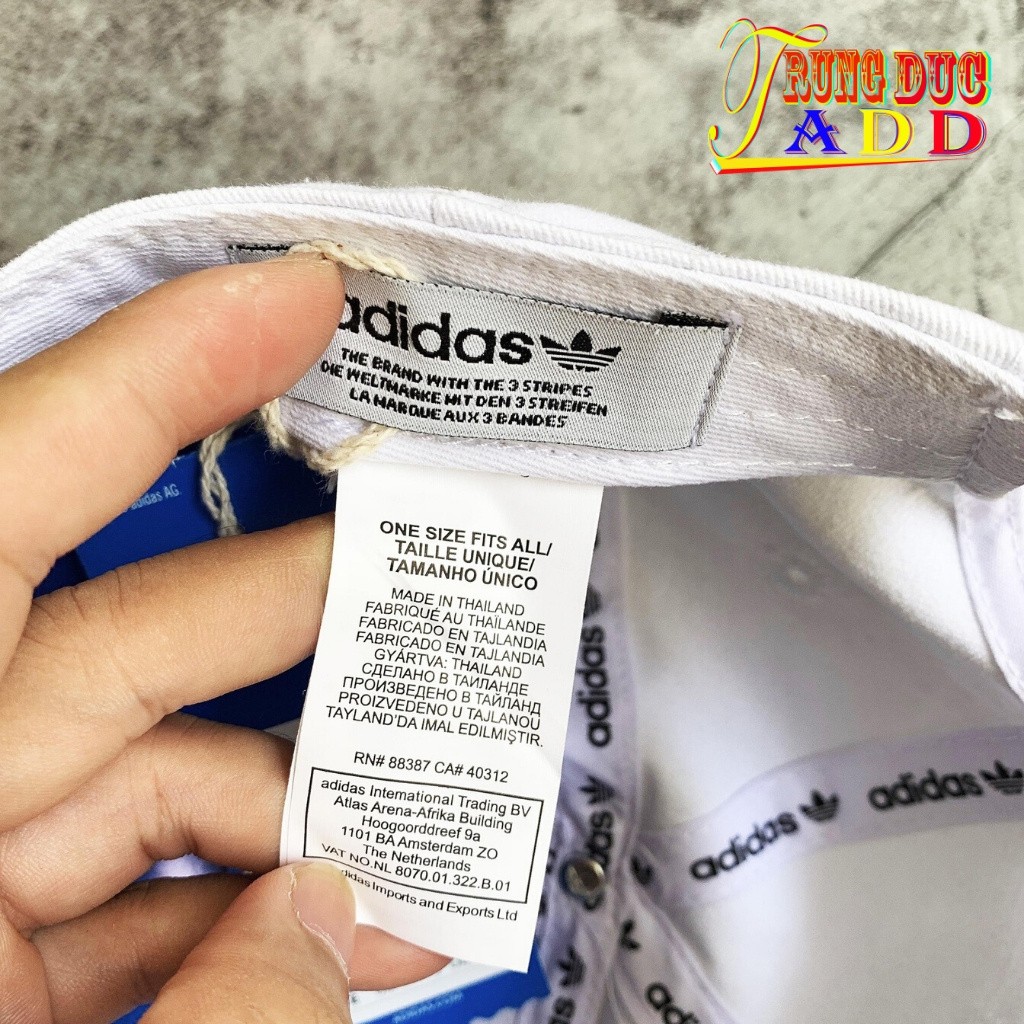 TRUNG DUC
ADD
adidas
THE BRAND WITH THE 3 STRIPES
DIE WELTMARKE MIT DEN 3 STREIFEN
LA MARQUE AUX 3 BANDES
adidas AG
ONE SIZE FITS ALL/
TAILLE UNIQUE/
TAMANHO ÚNICO
MADE IN THAILAND
FABRIQUÉ AU THAÏLANDE
FABRICADO EN TAJLANDIA
FABRICADO EN TAJLANDIA
GYÁRTVA: THAILAND
СДЕЛАНО В ТАИЛАНДЕ
ПРОИЗВЕДЕНО В ТАЙЛАНД
PROIZVEDENO U TAJLANOU
TAYLAND'DA IMAL EDILMIŞTIR.
RN# 88387 CA# 40312
adidas International Trading BV
Atlas Arena-Afrika Building
Hoogoorddreef 9a
1101 BA Amsterdam ZO
The Netherlands
VAT NO.NL 8070.01.322.B.01
adidas Imports and Exports Ltd
adidas
adidas
adidas